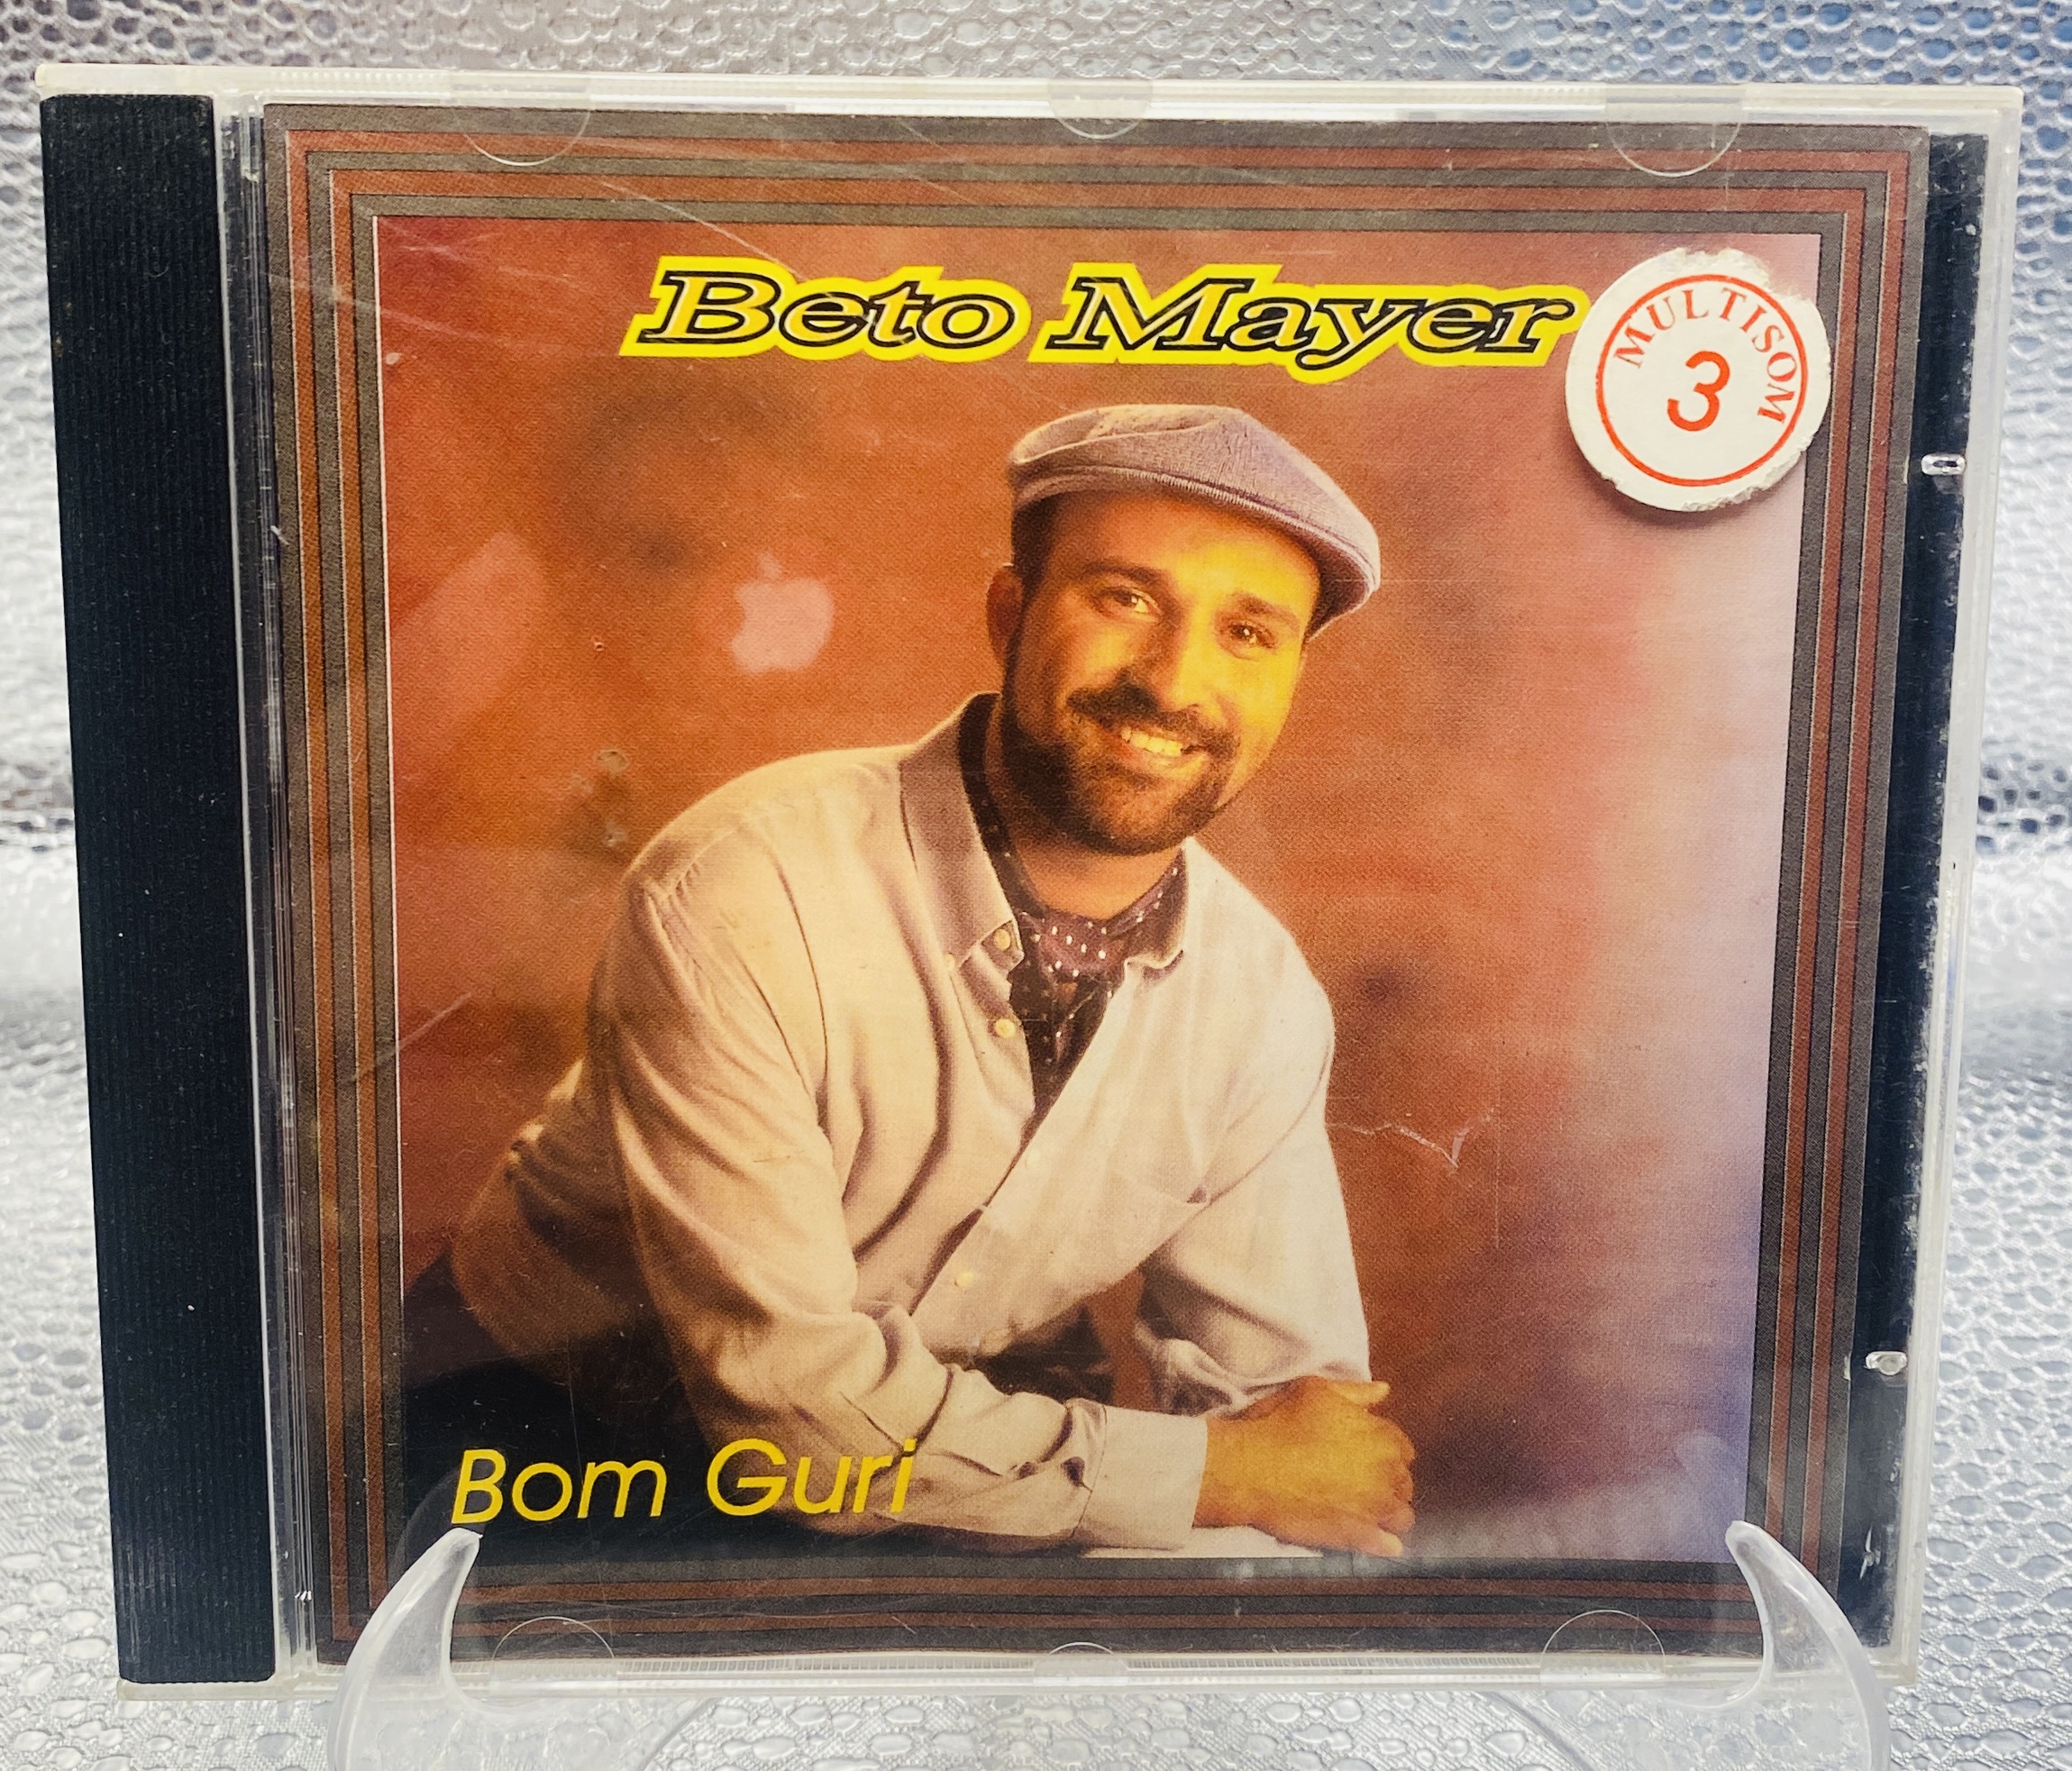 Beto Mayer
MULTISOM
3
Bom Guri